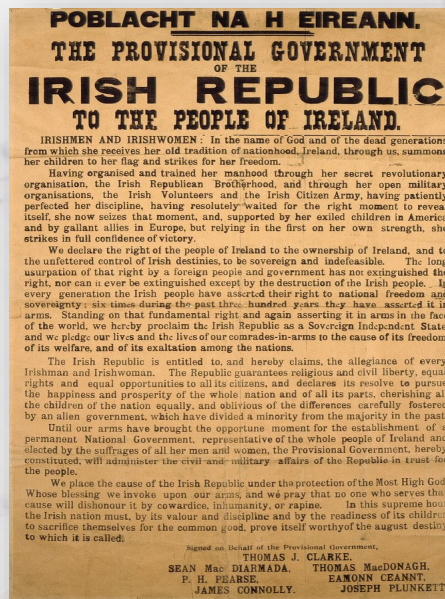 POBLACHT NA H EIREANN.
THE PROVISIONAL GOVERNMENT
OF THE
IRISH REPUBLIC
TO THE PEOPLE OF IRELAND.
IRISHMEN AND IRISHWOMEN: In the name of God and of the dead generations
from which she receives her old tradition of nationhood, Ireland, through us, summons
her children to her flag and strikes for her freedom.
Having organised and trained her manhood through her secret revolutionary
organisation, the Irish Republican Brotherhood, and through her open military
organisations, the Irish Volunteers and the Irish Citizen Army, having patiently
perfected her discipline, having resolutely waited for the right moment to reveal
itself, she now seizes that moment, and, supported by her exiled children in America
and by gallant allies in Europe, but relying in the first on her own strength, she
strikes in full confidence of victory.
We declare the right of the people of Ireland to the ownership of Ireland, and to
the unfettered control of Irish destinies, to be sovereign and indefeasible. The long
usurpation of that right by a foreign people and government has not extinguished the
right, nor can it ever be extinguished except by the destruction of the Irish people. In
every generation the Irish people have asserted their right to national freedom and
sovereignty; six times during the past three hundred years they have asserted it in
arms. Standing on that fundamental right and again asserting it in arms in the face
of the world, we hereby proclaim the Irish Republic as a Sovereign Independent State,
and we pledge our lives and the lives of our comrades-in-arms to the cause of its freedom,
of its welfare, and of its exaltation among the nations.
The Irish Republic is entitled to, and hereby claims, the allegiance of every
Irishman and Irishwoman. The Republic guarantees religious and civil liberty, equal
rights and equal opportunities to all its citizens, and declares its resolve to pursue
the happiness and prosperity of the whole nation and of all its parts, cherishing all
the children of the nation equally, and oblivious of the differences carefully fostered
by an alien government, which have divided a minority from the majority in the past.
Until our arms have brought the opportune moment for the establishment of a
permanent National Government, representative of the whole people of Ireland and
elected by the suffrages of all her men and women, the Provisional Government, hereby
constituted, will administer the civil and military affairs of the Republic in trust for
the people.
We place the cause of the Irish Republic under the protection of the Most High God,
Whose blessing we invoke upon our arms, and we pray that no one who serves that
cause will dishonour it by cowardice, inhumanity, or rapine. In this supreme hour
the Irish nation must, by its valour and discipline and by the readiness of its children
to sacrifice themselves for the common good, prove itself worthy of the august destiny
to which it is called.
Signed on Behalf of the Provisional Government,
THOMAS J. CLARKE,
SEAN Mac DIARMADA, THOMAS MacDONAGH,
P. H. PEARSE, EAMONN CEANNT,
JAMES CONNOLLY, JOSEPH PLUNKETT